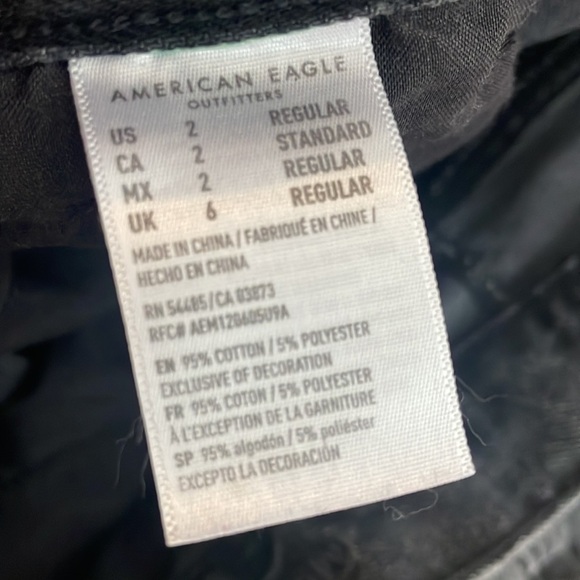 AMERICAN EAGLE
OUTFITTERS
US 2 REGULAR
CA 2 STANDARD
MX 2 REGULAR
UK 6 REGULAR
MADE IN CHINA / FABRIQUÉ EN CHINE /
HECHO EN CHINA
RN 54485/CA 03873
RFC# AEM120605U9A
EN 95% COTTON / 5% POLYESTER
EXCLUSIVE OF DECORATION
FR 95% COTON / 5% POLYESTER
À L'EXCEPTION DE LA GARNITURE
SP 95% algodón / 5% poliéster
EXCEPTO LA DECORACIÓN